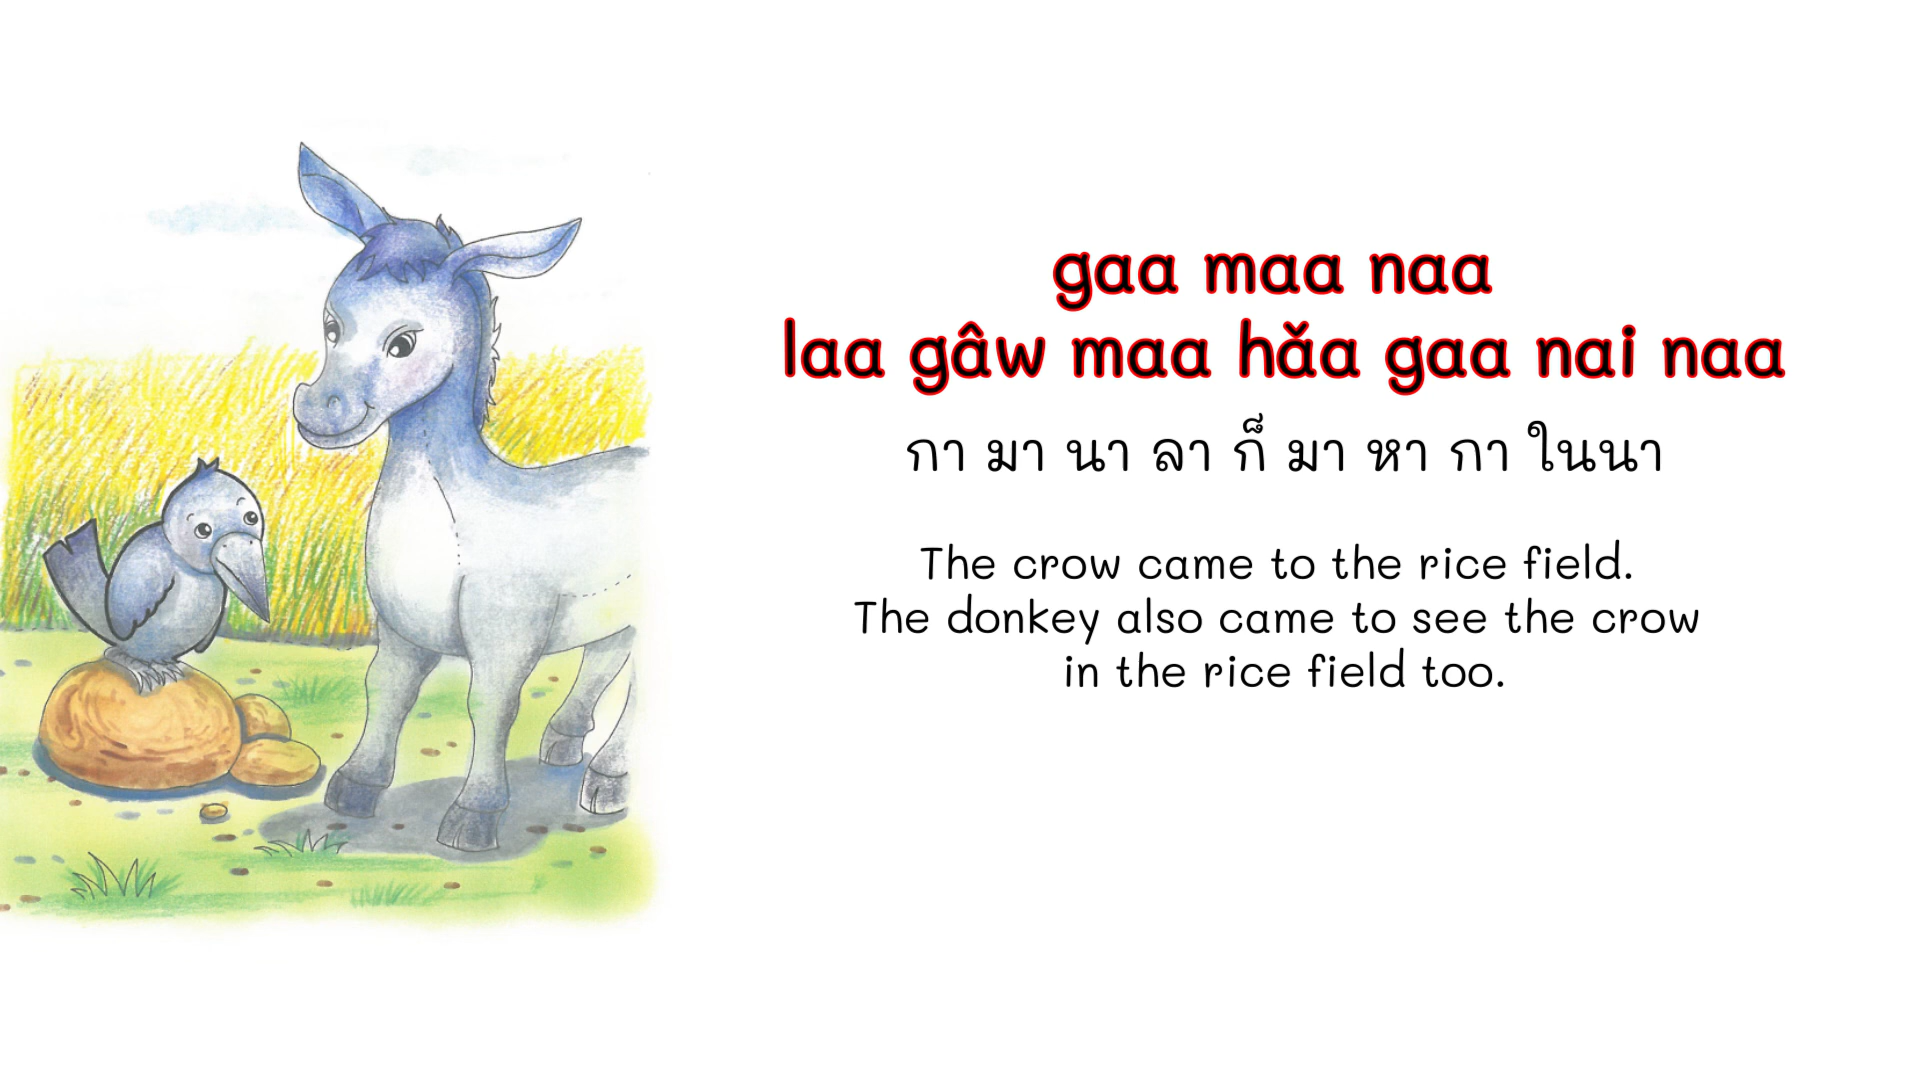 gaa maa naa
laa gâw maa hǎa gaa nai naa
กา มา นา ลา ก็ มา หา กา ในนา
The crow came to the rice field.
The donkey also came to see the crow
in the rice field too.